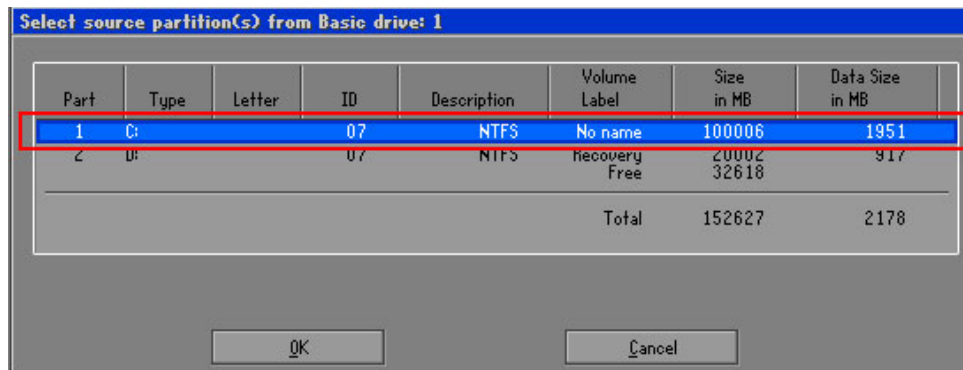 Select source partition(s) from Basic drive: 1
Part Type Letter ID Description Volume Label Size in MB Data Size in MB
1 C: 07 NTFS No name 100006 1951
2 D: 07 NTFS Recovery 20002 917
Free 32618
Total 152627 2178
OK Cancel